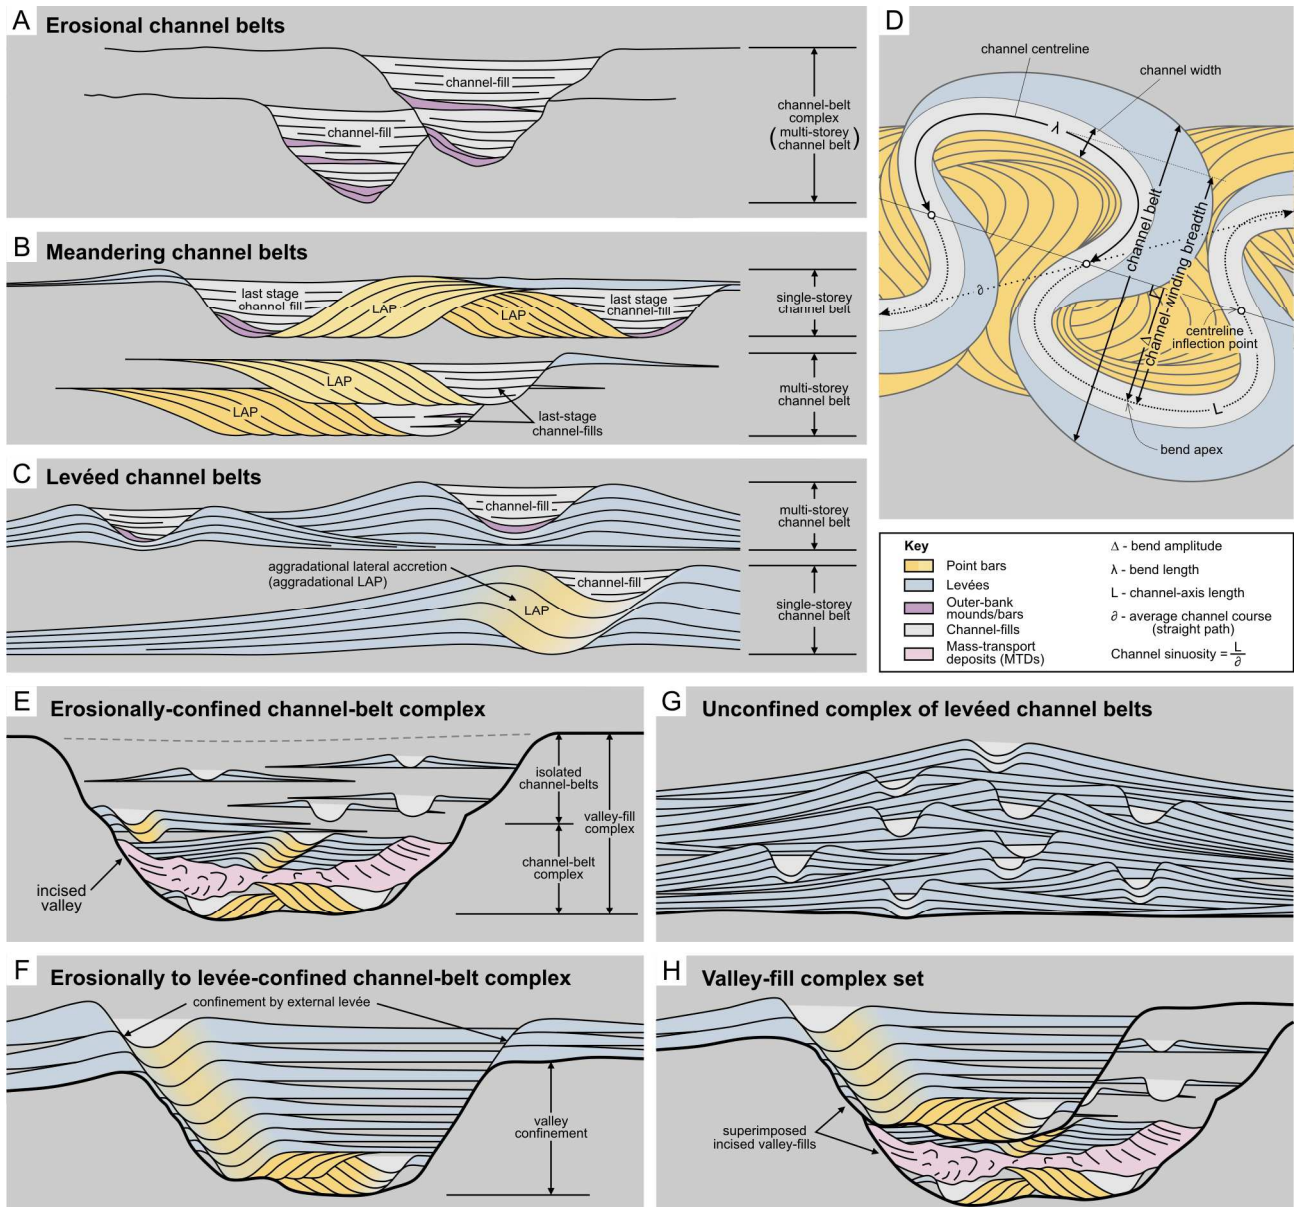 A Erosional channel belts
channel-fill
channel-fill
channel-belt
complex
(multi-storey
channel belt)
B Meandering channel belts
last stage
channel-fill
LAP
LAP
last stage
channel-fill
single-storey
channel belt
LAP
LAP
last-stage
channel-fills
multi-storey
channel belt
C Levéed channel belts
channel-fill
multi-storey
channel belt
aggradational lateral accretion
(aggradational LAP)
channel-fill
LAP
single-storey
channel belt
D
channel centreline
channel width
λ
channel belt
channel-winding breadth
∂
Δ
centreline
inflection point
L
bend apex
Key
Point bars
Levées
Outer-bank
mounds/bars
Channel-fills
Mass-transport
deposits (MTDs)
Δ - bend amplitude
λ - bend length
L - channel-axis length
∂ - average channel course
(straight path)
Channel sinuosity = L/∂
E Erosionally-confined channel-belt complex
isolated
channel-belts
valley-fill
complex
channel-belt
complex
incised
valley
F Erosionally to levée-confined channel-belt complex
confinement by external levée
valley
confinement
G Unconfined complex of levéed channel belts
H Valley-fill complex set
superimposed
incised valley-fills